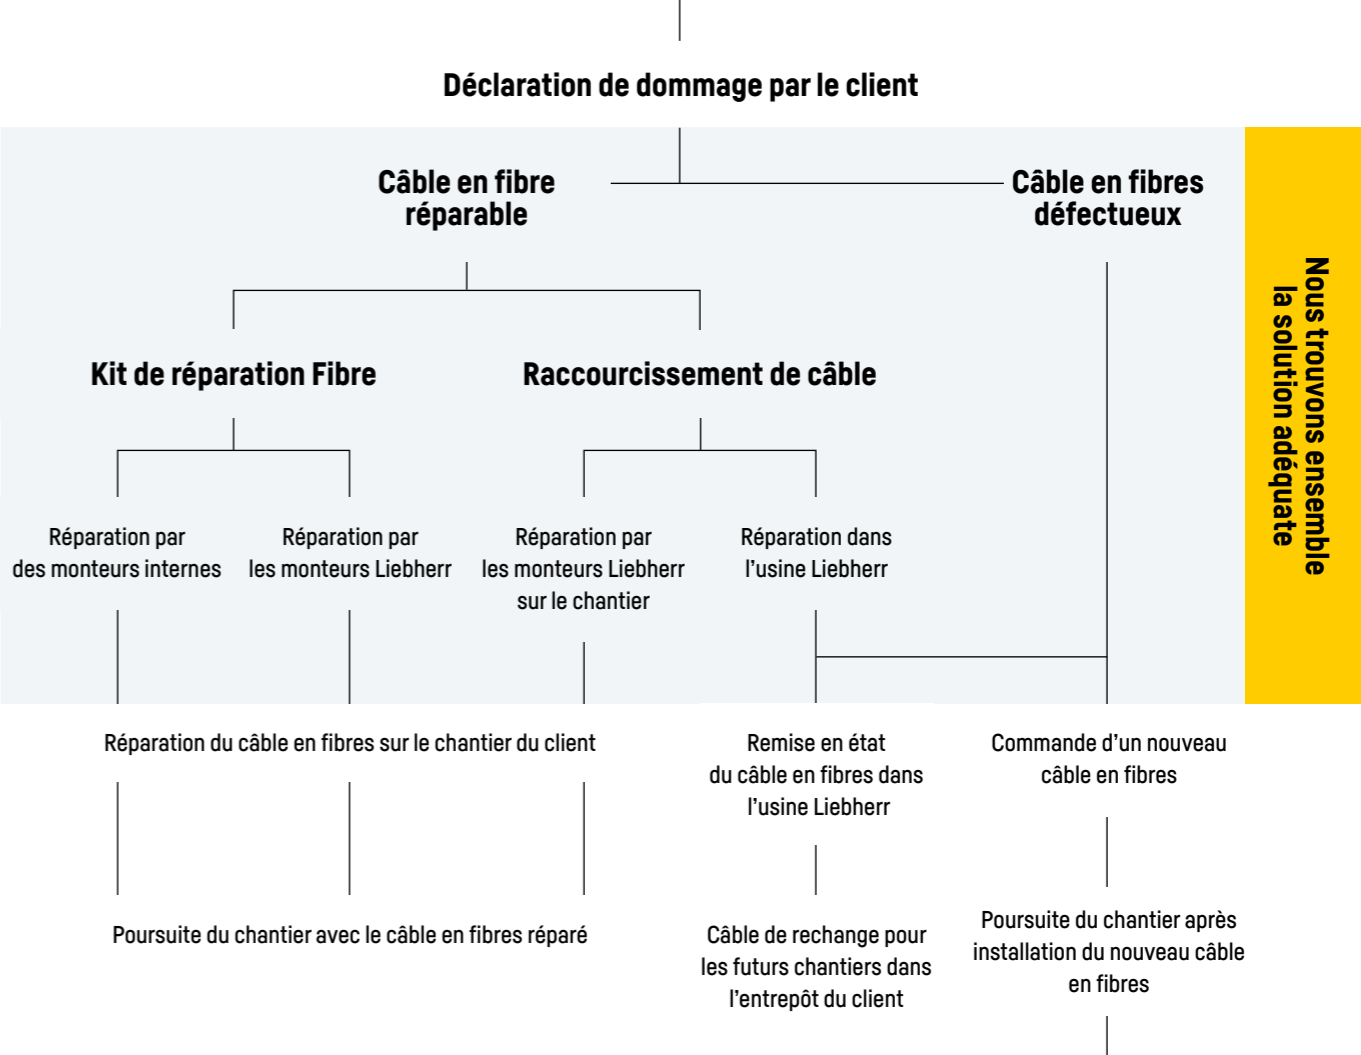 Déclaration de dommage par le client
Câble en fibre
réparable
Câble en fibres
défectueux
Nous trouvons ensemble
la solution adéquate
Kit de réparation Fibre
Raccourcissement de câble
Réparation par
des monteurs internes
Réparation par
les monteurs Liebherr
Réparation par
les monteurs Liebherr
sur le chantier
Réparation dans
l'usine Liebherr
Réparation du câble en fibres sur le chantier du client
Remise en état
du câble en fibres dans
l'usine Liebherr
Commande d'un nouveau
câble en fibres
Poursuite du chantier avec le câble en fibres réparé
Câble de rechange pour
les futurs chantiers dans
l'entrepôt du client
Poursuite du chantier après
installation du nouveau câble
en fibres